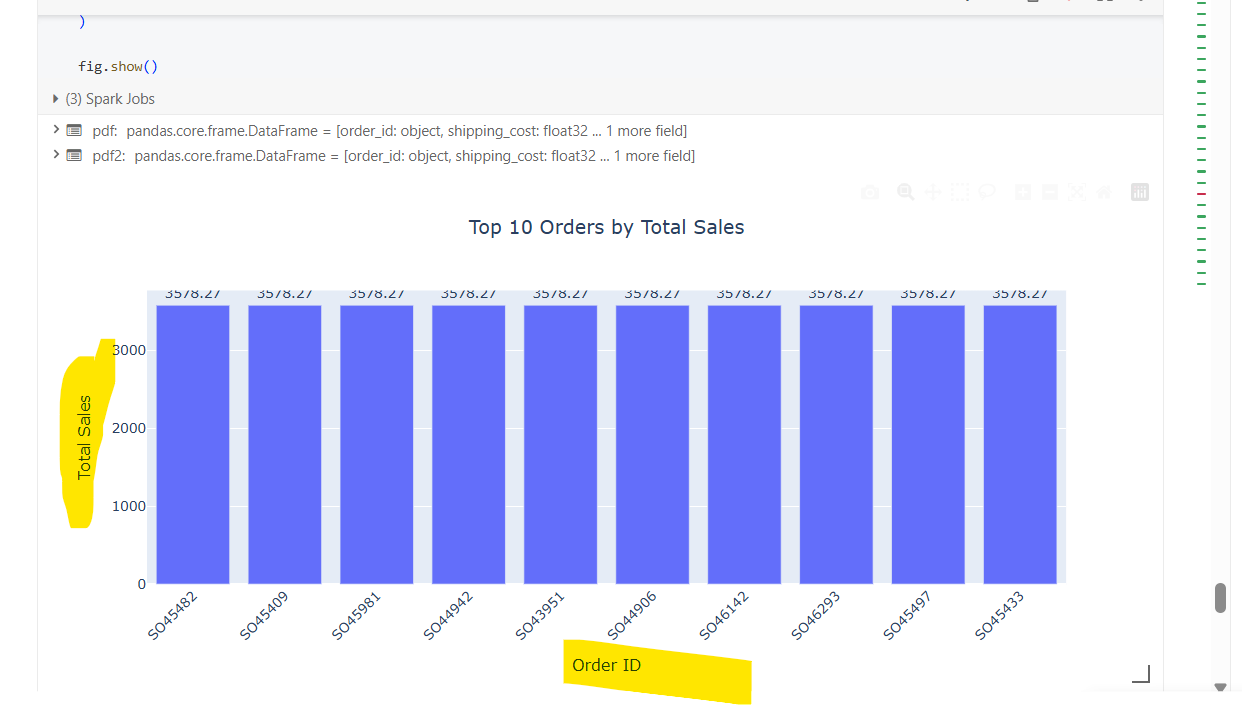 )
fig.show()
(3) Spark Jobs
pdf: pandas.core.frame.DataFrame = [order_id: object, shipping_cost: float32 ... 1 more field]
pdf2: pandas.core.frame.DataFrame = [order_id: object, shipping_cost: float32 ... 1 more field]
Top 10 Orders by Total Sales
3578.27 3578.27 3578.27 3578.27 3578.27 3578.27 3578.27 3578.27 3578.27 3578.27
3000
2000
1000
0
Total Sales
SO45482 SO45409 SO45981 SO44942 SO43951 SO44906 SO46142 SO46293 SO45497 SO45433
Order ID